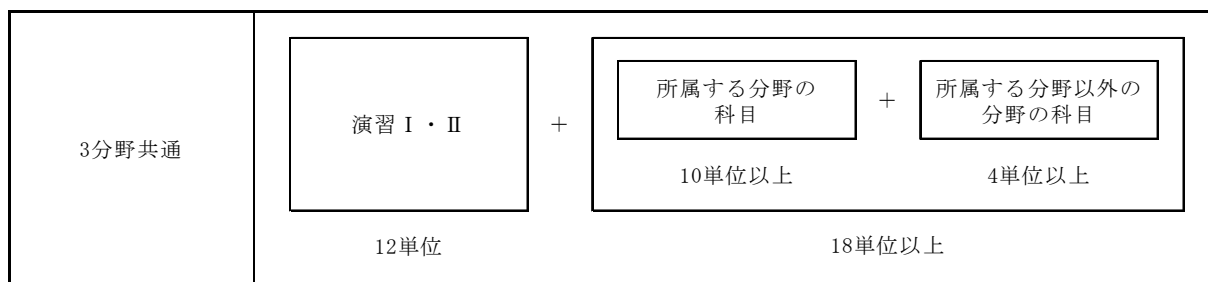 3分野共通
演習Ⅰ・Ⅱ
+
所属する分野の
科目
+
所属する分野以外の
分野の科目
10単位以上
4単位以上
12単位
18単位以上